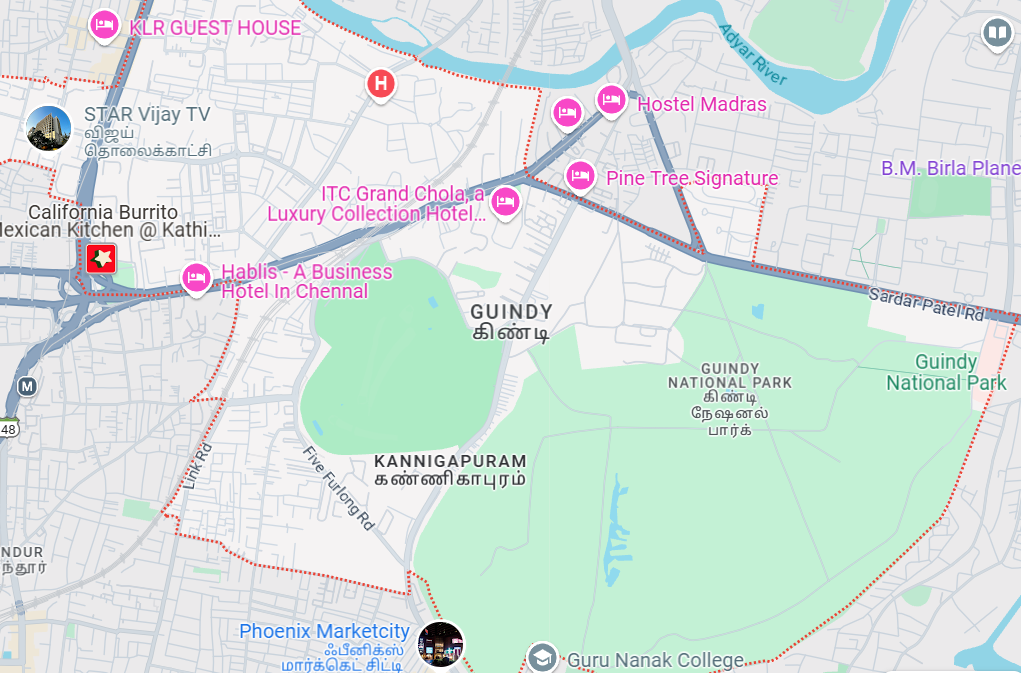 KLR GUEST HOUSE
H
Adyar River
Hostel Madras
STAR Vijay TV
விஜய்
தொலைக்காட்சி
B.M. Birla Plane
Pine Tree Signature
ITC Grand Chola, a
Luxury Collection Hotel...
California Burrito
Mexican Kitchen @ Kathi...
Hablis - A Business
Hotel In Chennai
Sardar Patel Rd
GUINDY
கிண்டி
Guindy
National Park
GUINDY
NATIONAL PARK
கிண்டி
நேஷனல்
பார்க்
M
48
KANNIGAPURAM
கண்ணிகாபுரம்
Link Rd
Five Furlong Rd
NDUR
ந்தூர்
Phoenix Marketcity
ஃபீனிக்ஸ்
மார்க்கெட் சிட்டி
Guru Nanak College